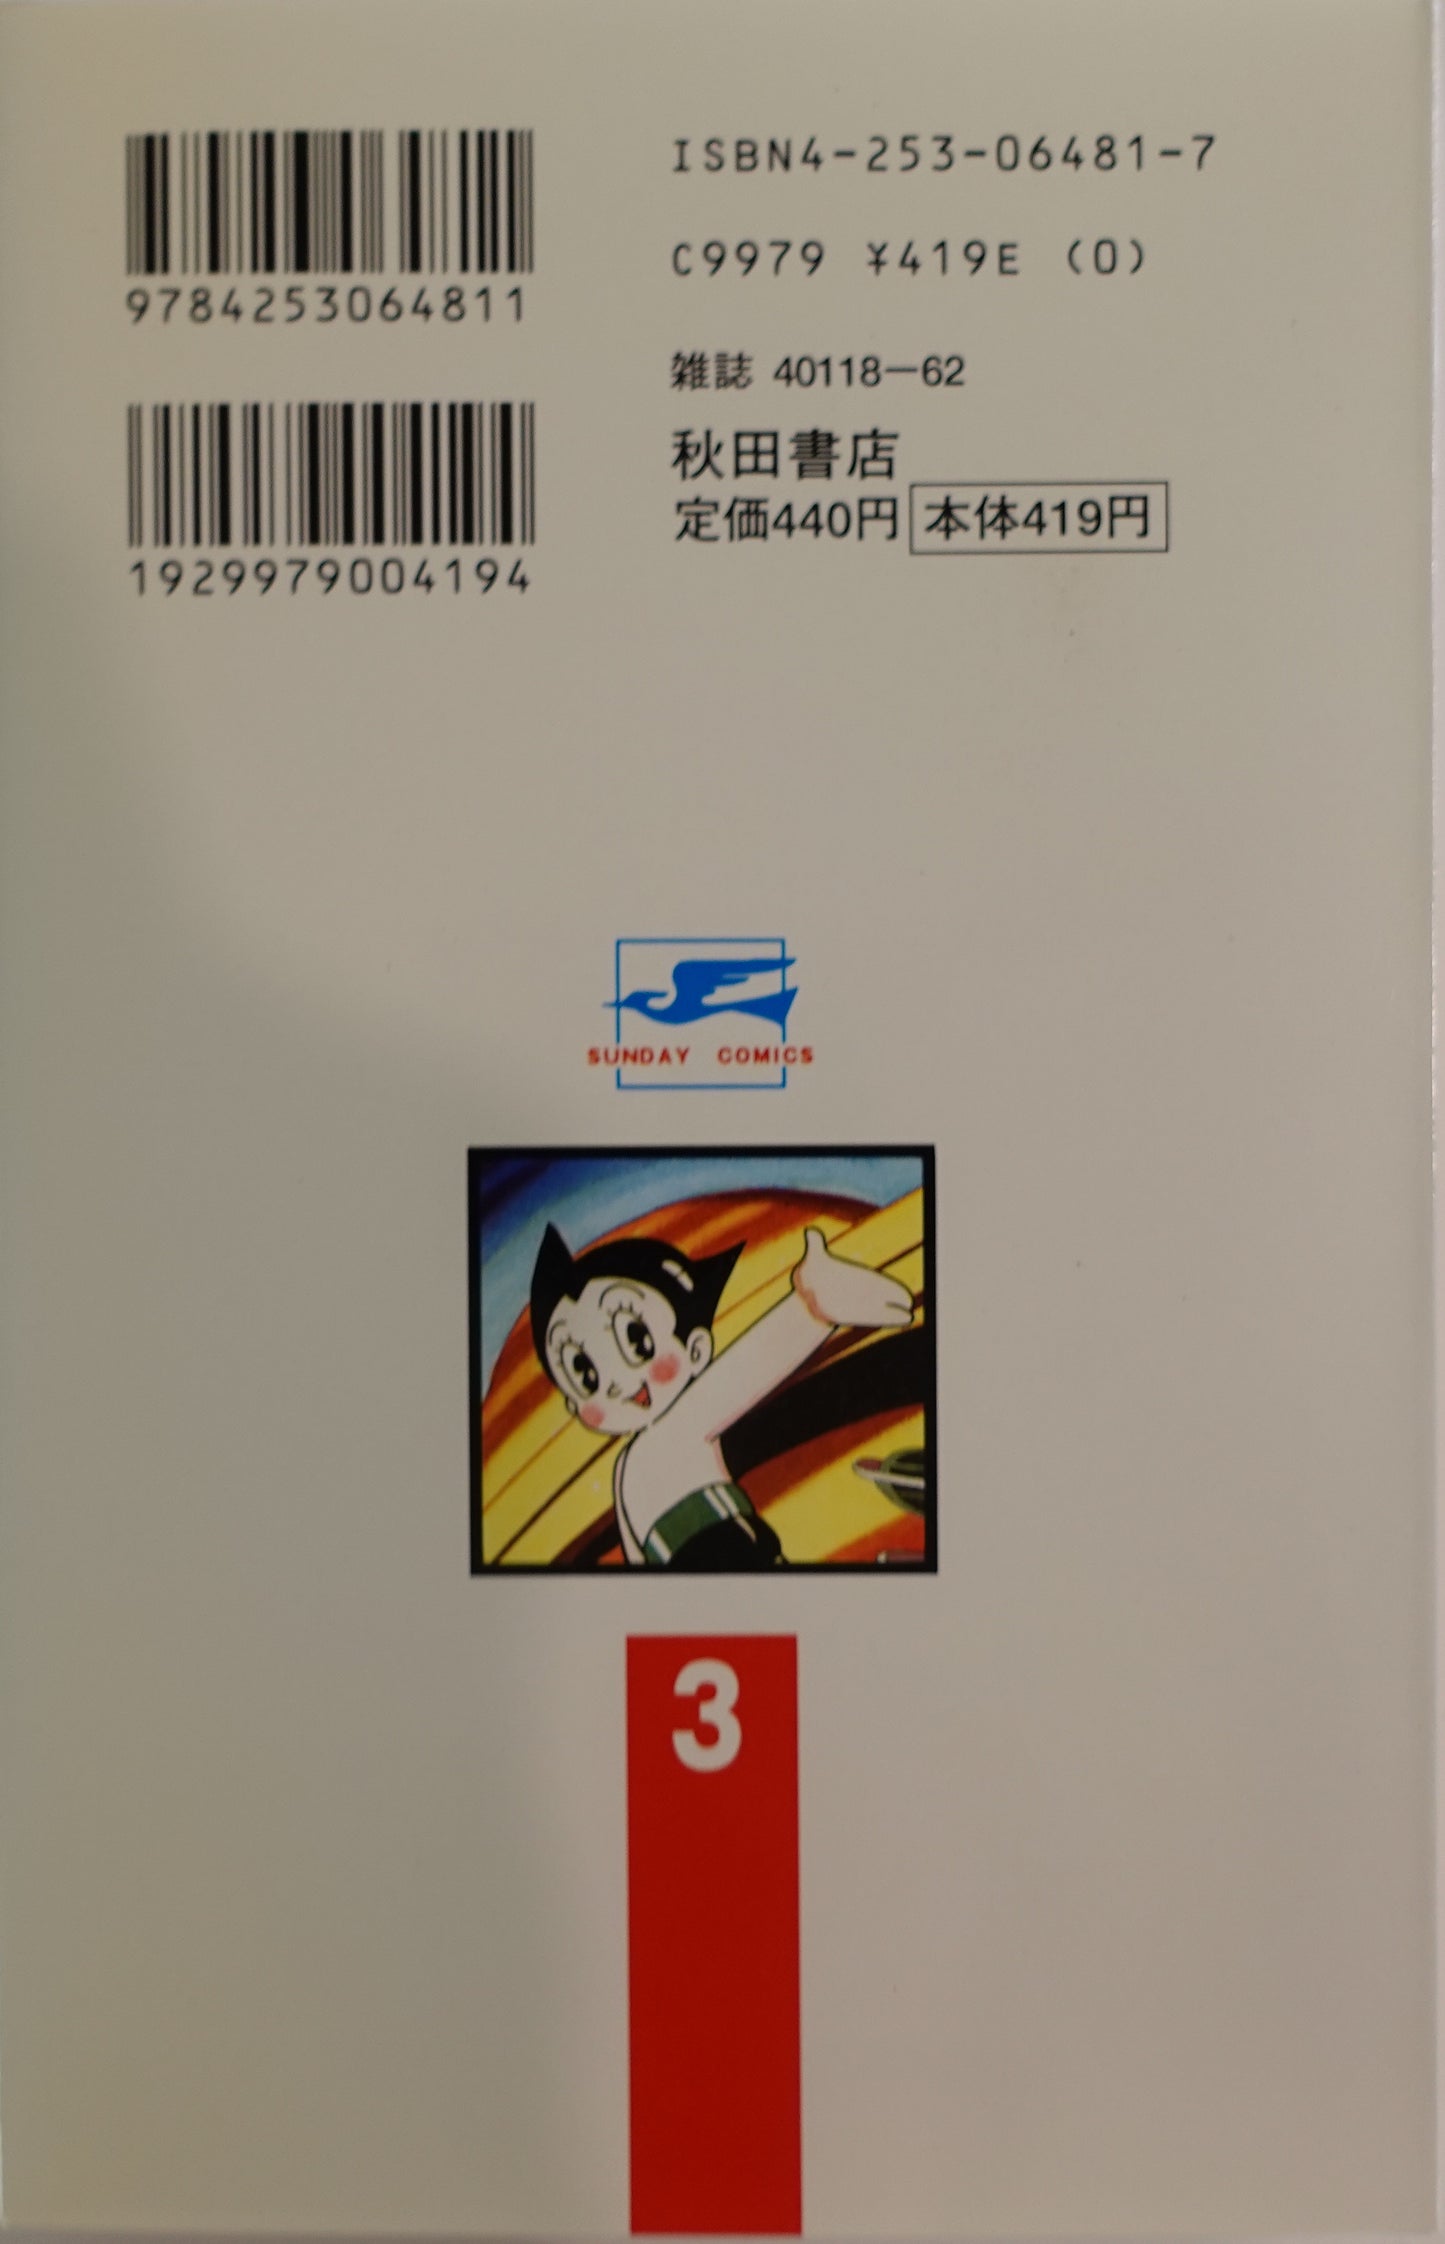 9784253064811
1929979004194
ISBN4-253-06481-7
C9979 ¥419E (0)
雑誌 40118-62
秋田書店
定価440円 本体419円
SUNDAY COMICS
3